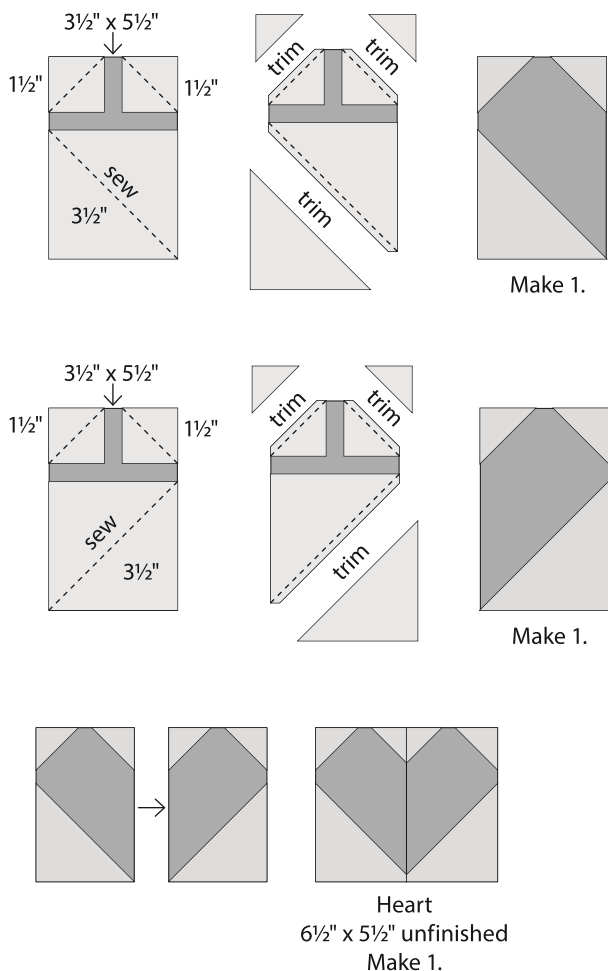 3½" x 5½"
1½" 1½"
sew
3½"
trim trim
trim
Make 1.
3½" x 5½"
1½" 1½"
sew
3½"
trim trim
trim
Make 1.
Heart
6½" x 5½" unfinished
Make 1.